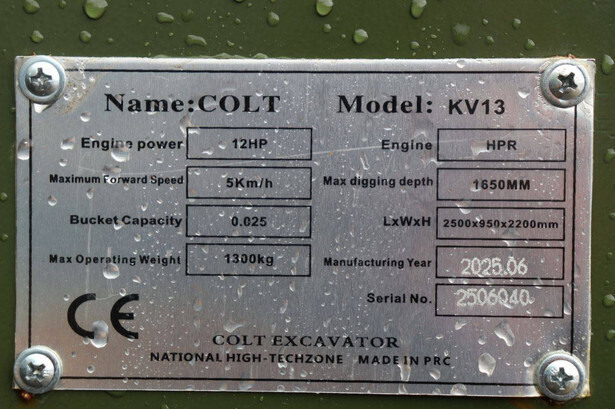 Name:COLT Model: KV13
Engine power 12HP Engine HPR
Maximum Forward Speed 5Km/h Max digging depth 1650MM
Bucket Capacity 0.025 LxWxH 2500x950x2200mm
Max Operating Weight 1300kg Manufacturing Year 2025.06
Serial No. 2506040
CE
COLT EXCAVATOR
NATIONAL HIGH-TECHZONE MADE IN PRC